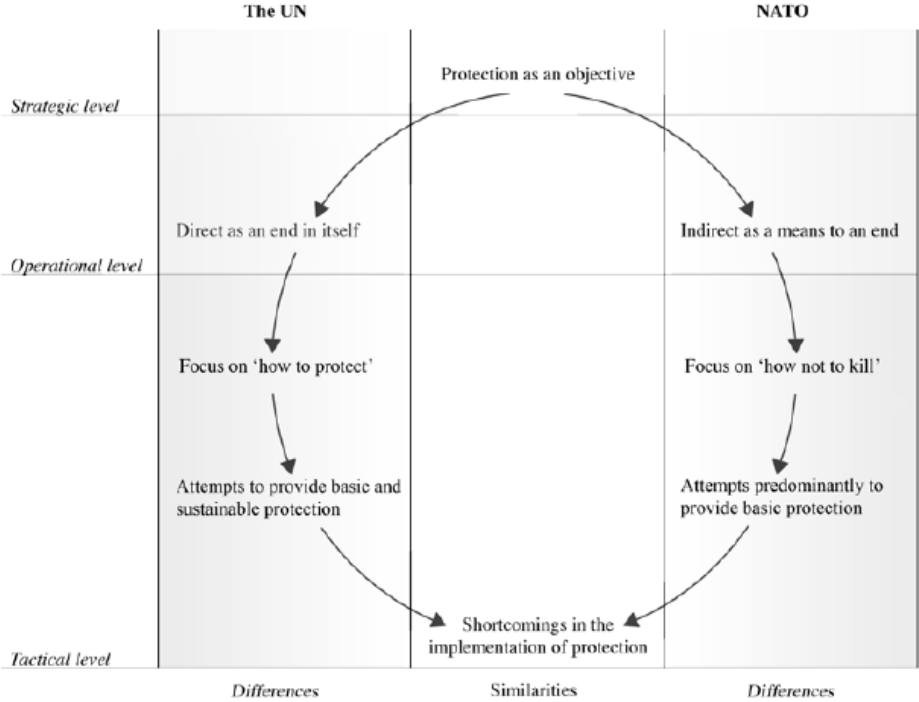 The UN
NATO
Protection as an objective
Strategic level
Direct as an end in itself
Indirect as a means to an end
Operational level
Focus on ‘how to protect’
Focus on ‘how not to kill’
Attempts to provide basic and
sustainable protection
Attempts predominantly to
provide basic protection
Shortcomings in the
implementation of protection
Tactical level
Differences
Similarities
Differences